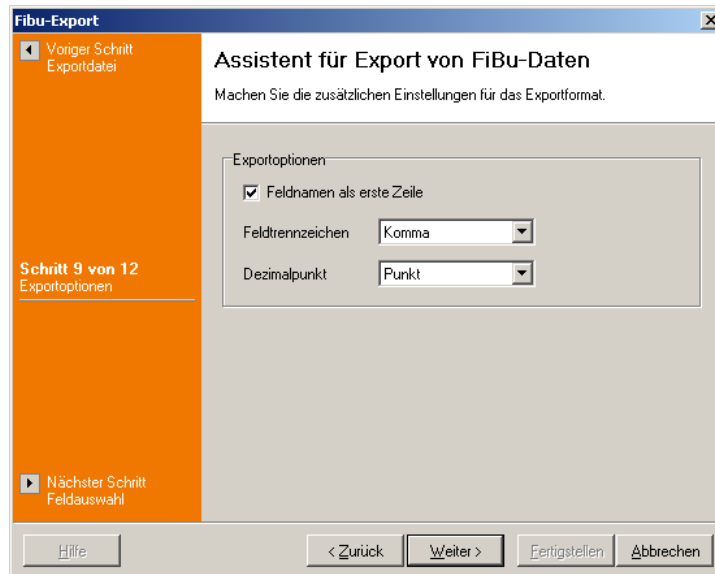 Fibu-Export
Voriger Schritt
Exportdatei
Assistent für Export von FiBu-Daten
Machen Sie die zusätzlichen Einstellungen für das Exportformat.
Exportoptionen
Feldnamen als erste Zeile
Feldtrennzeichen Komma
Dezimalpunkt Punkt
Schritt 9 von 12
Exportoptionen
Nächster Schritt
Feldauswahl
Hilfe < Zurück Weiter > Fertigstellen Abbrechen